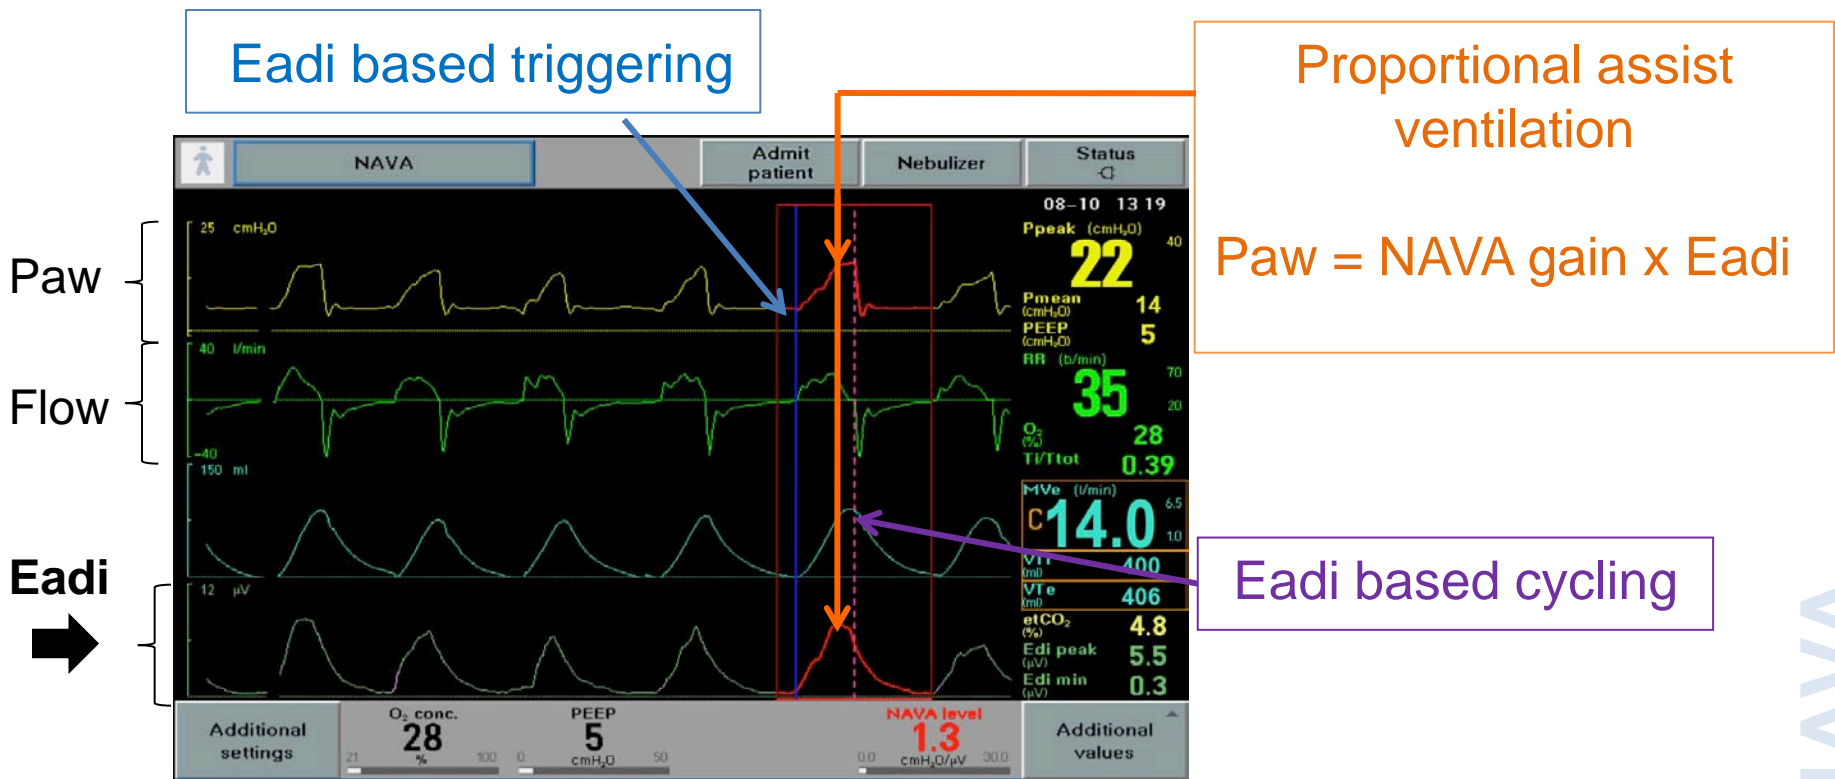 Eadi based triggering
Proportional assist
ventilation
Paw = NAVA gain x Eadi
NAVA
Admit
patient
Nebulizer
Status
08-10 13 19
Paw
25 cmH₂O
Ppeak (cmH₂O)
40
22
Pmean
(cmH₂O)
14
PEEP
(cmH₂O)
5
Flow
40 l/min
-40
RR (b/min)
70
35
20
O₂
(%)
28
Ti/Ttot
0.39
150 ml
MVe (l/min)
6.5
C 14.0
1.0
(ml)
400
VTe
(ml)
406
Eadi based cycling
Eadi
12 µV
etCO₂
(%)
4.8
Edi peak
(µV)
5.5
Edi min
(µV)
0.3
Additional
settings
O₂ conc.
28
21 % 100
PEEP
5
0 cmH₂O 50
NAVA level
1.3
0.0 cmH₂O/µV 30.0
Additional
values